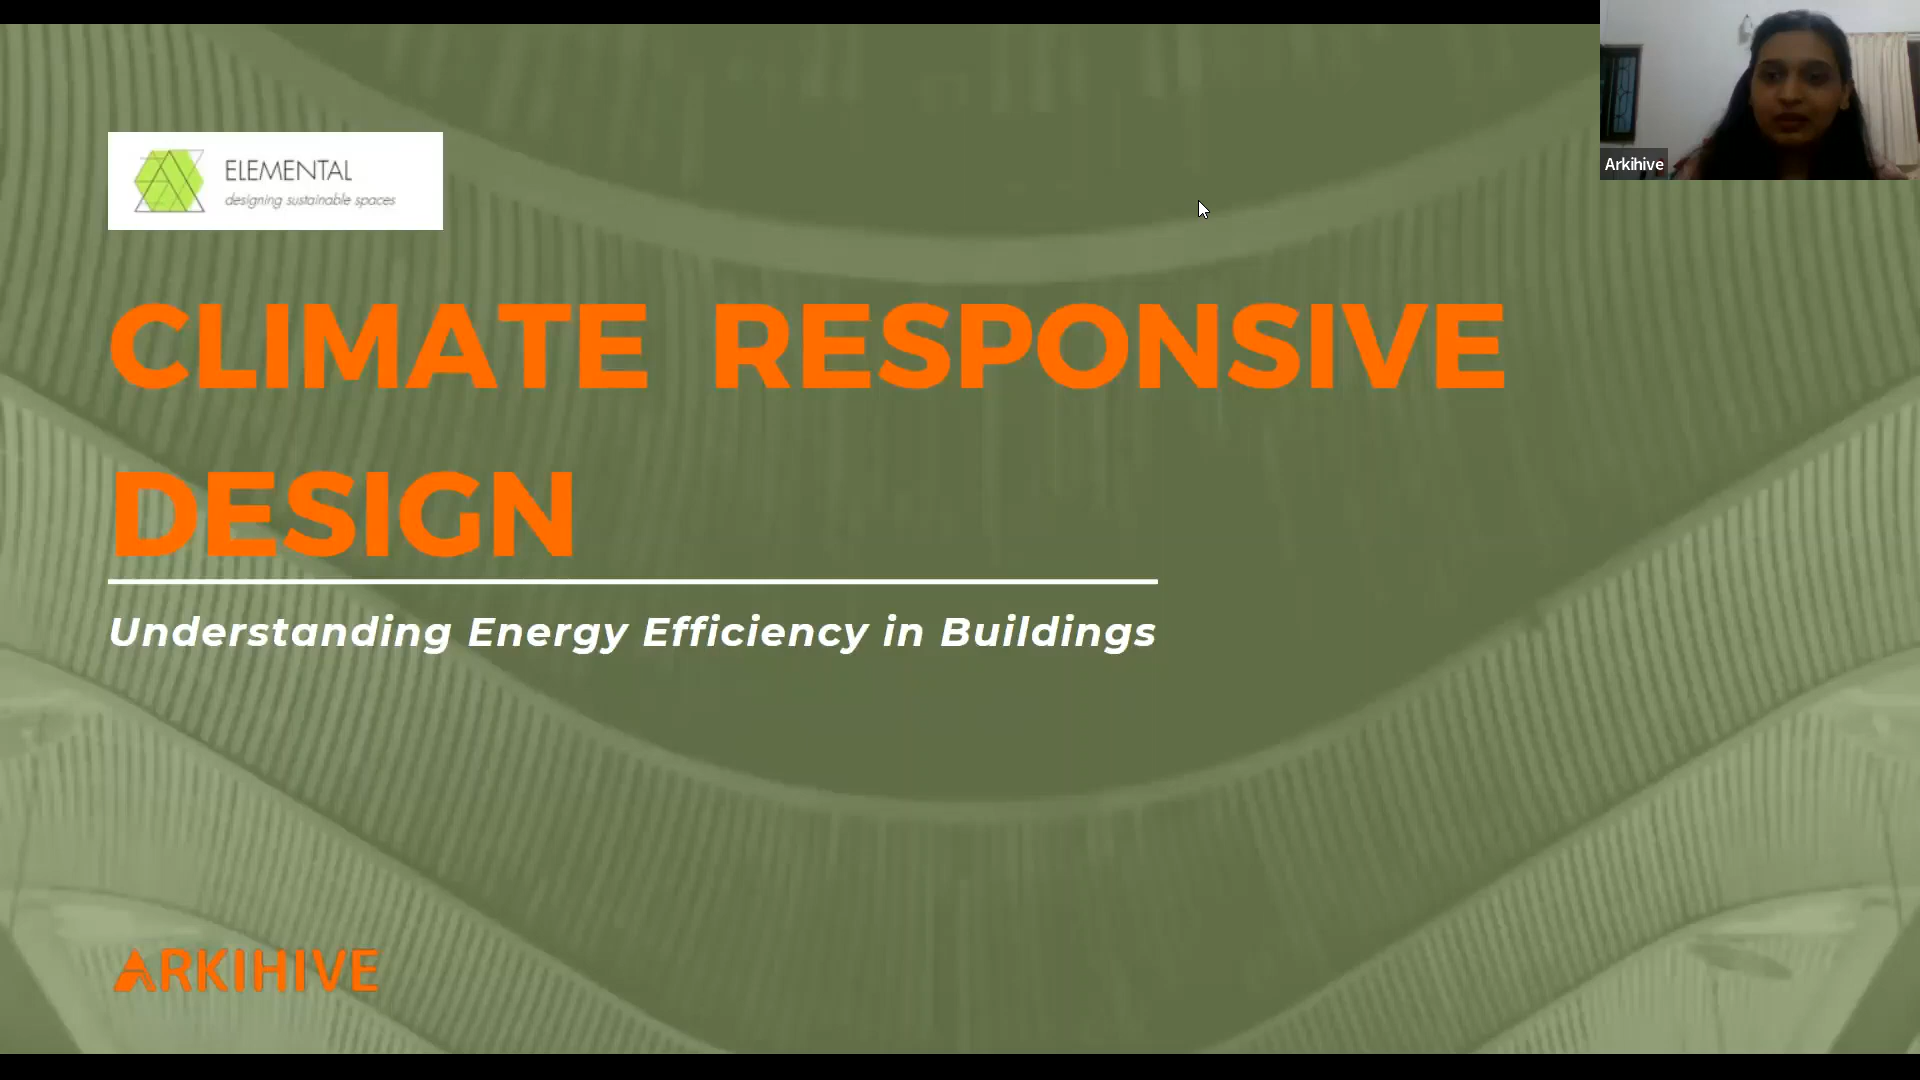 Arkihive
ELEMENTAL
designing sustainable spaces
CLIMATE RESPONSIVE
DESIGN
Understanding Energy Efficiency in Buildings
ARKIHIVE